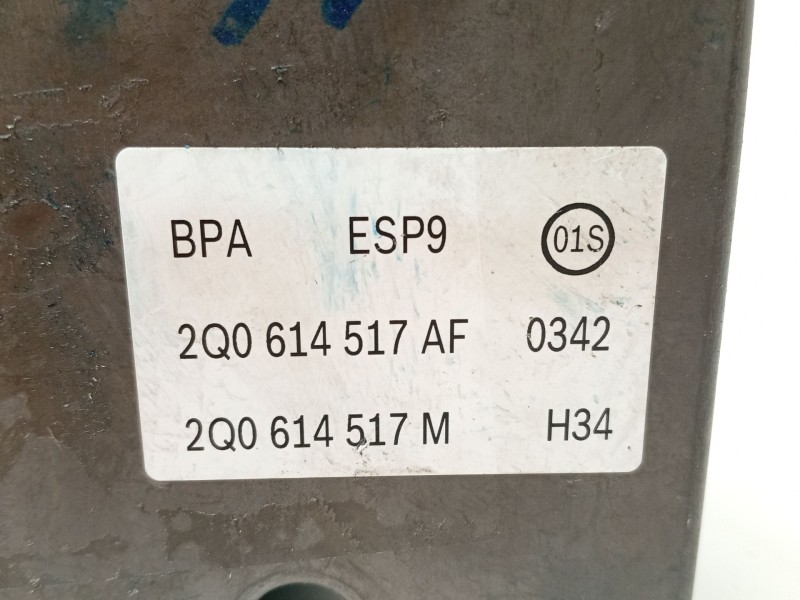 BPA ESP9 01S
2Q0 614 517 AF 0342
2Q0 614 517 M H34